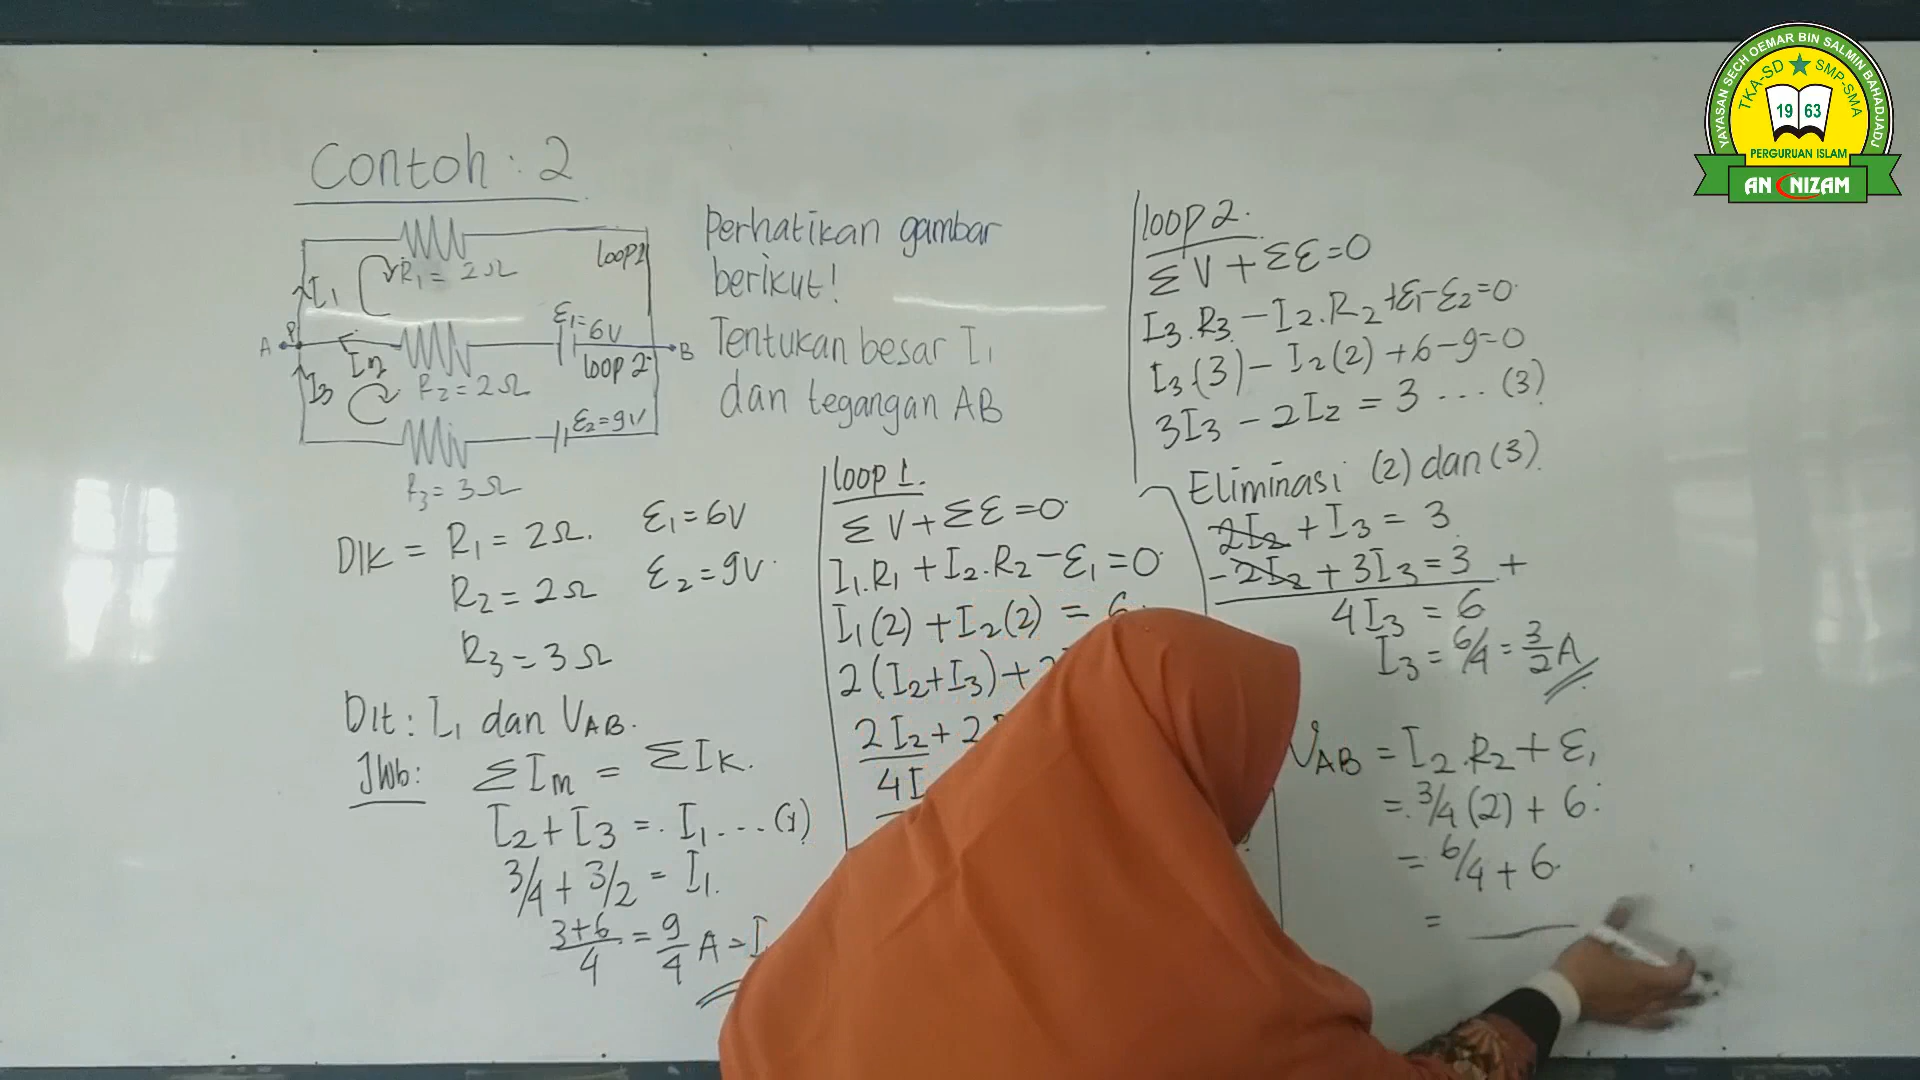 Contoh : 2
R₁ = 2Ω
loop 1
I₁
A
P
I₂
R₂ = 2Ω
ε₁=6V
loop 2
B
I₃
ε₂=9V
R₃ = 3Ω
Perhatikan gambar
berikut!
Tentukan besar I₁
dan tegangan AB
DIK = R₁ = 2Ω. ε₁=6V
R₂ = 2Ω ε₂=9V.
R₃ = 3Ω
Dit : I₁ dan VAB.
JWb: ΣIm = ΣIK.
I₂+I₃ = I₁ ... (1)
3/4 + 3/2 = I₁.
3+6/4 = 9/4 A = I
loop 1.
ΣV+Σε=0
I₁.R₁ + I₂.R₂ - ε₁ = 0
I₁(2) + I₂(2) = 6
2(I₂+I₃)+
2I₂+2
4I
loop 2.
ΣV+Σε=0
I₃.R₃ - I₂.R₂ +ε₁-ε₂=0
I₃(3) - I₂(2) +6-9=0
3I₃ - 2I₂ = 3 ... (3)
Eliminasi (2) dan (3)
2I₂ + I₃ = 3
-2I₂ + 3I₃ = 3 +
4I₃ = 6
I₃ = 6/4 = 3/2 A
VAB = I₂.R₂ + ε₁
= 3/4 (2) + 6
= 6/4 + 6
=
YAYASAN SECH OEMAR BIN SALMIN BAHADJADJ
TKA-SD SMP-SMA
19 63
PERGURUAN ISLAM
AN NIZAM